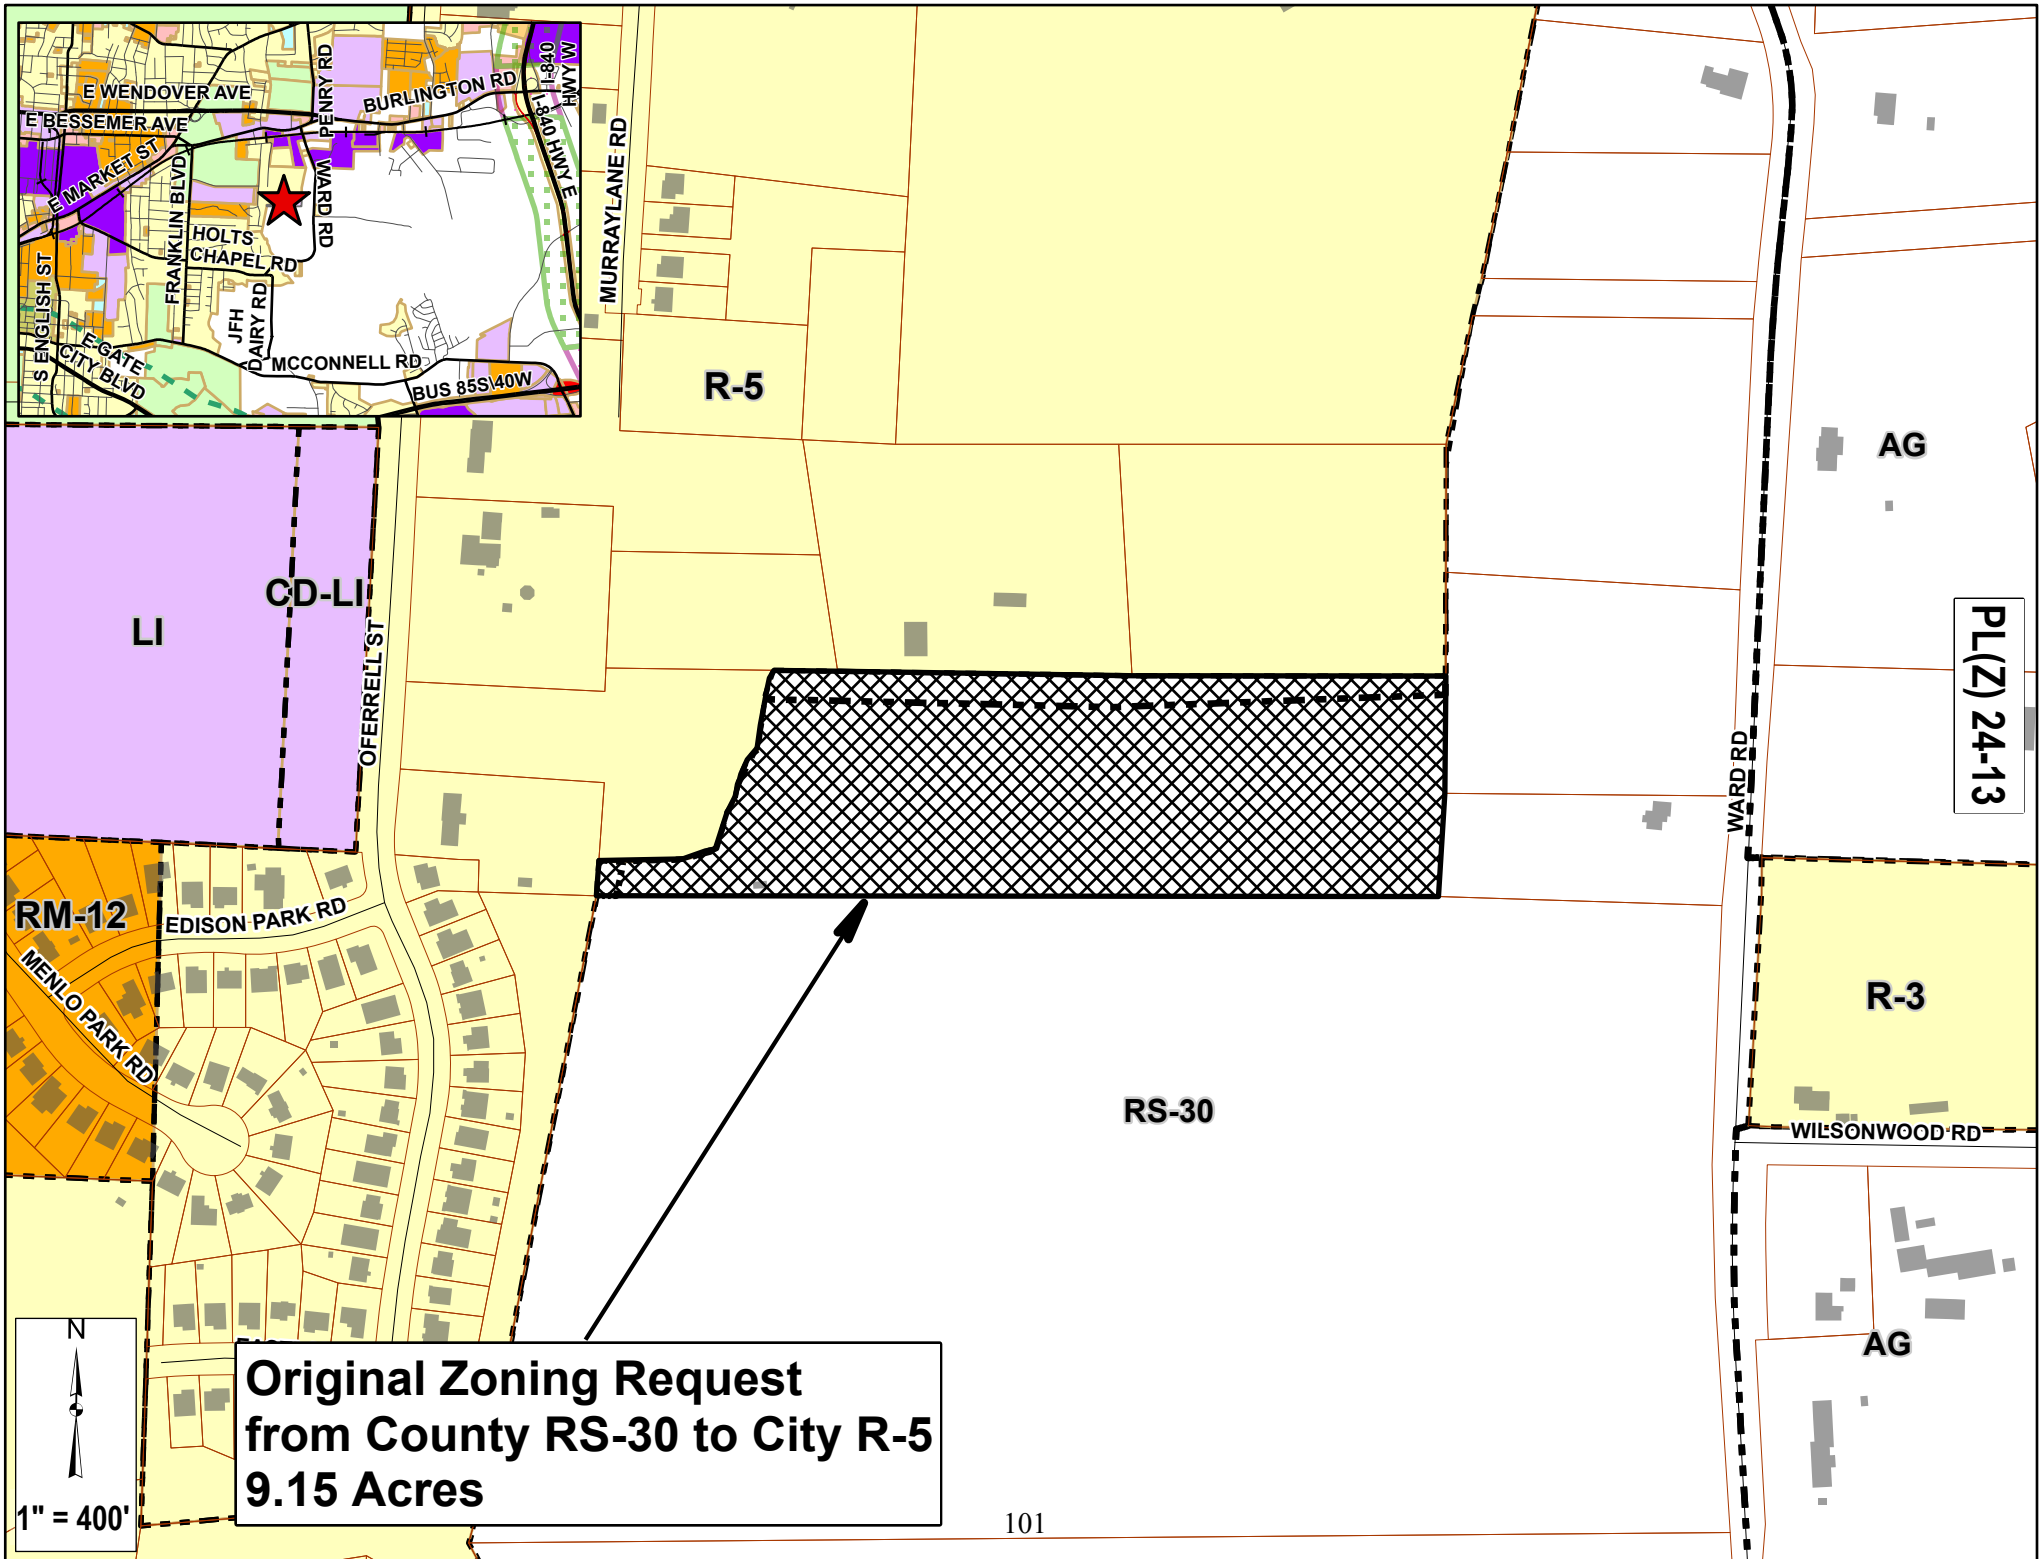 E WENDOVER AVE
E BESSEMER AVE
E MARKET ST
FRANKLIN BLVD
PENRY RD
BURLINGTON RD
I-840
HWY W
I-840 HWY E
WARD RD
HOLTS
CHAPEL RD
S ENGLISH ST
JFH
DAIRY RD
E GATE
CITY BLVD
MCCONNELL RD
BUS 85S\40W
MURRAYLANE RD
R-5
AG
LI
CD-LI
OFERRELL ST
PL(Z) 24-13
WARD RD
RM-12
EDISON PARK RD
MENLO PARK RD
R-3
RS-30
WILSONWOOD RD
AG
N
1" = 400'
Original Zoning Request
from County RS-30 to City R-5
9.15 Acres
101